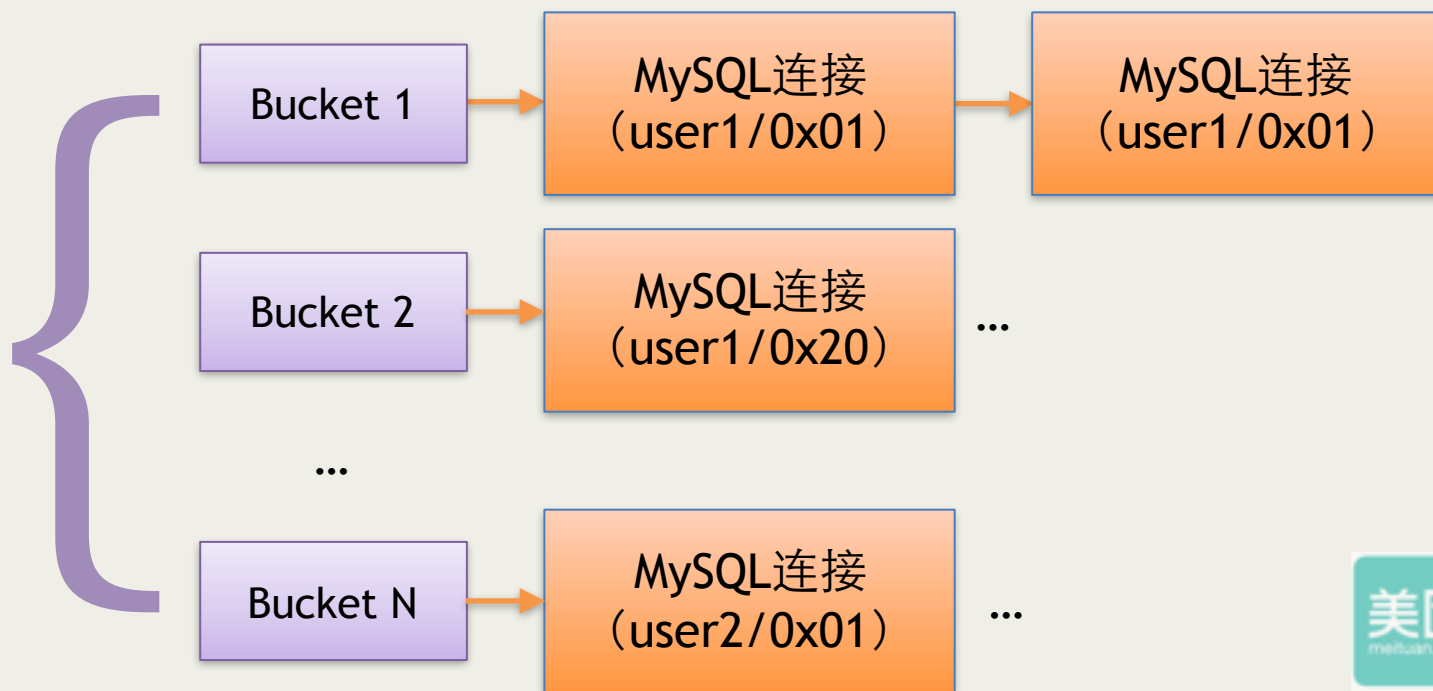 Bucket 1
MySQL连接
（user1/0x01）
MySQL连接
（user1/0x01）
Bucket 2
MySQL连接
（user1/0x20）
…
…
Bucket N
MySQL连接
（user2/0x01）
…
美
meituan